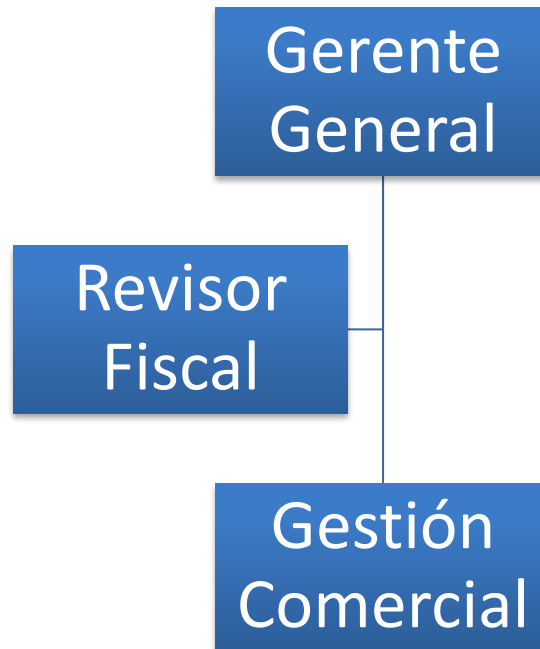 Gerente
General
Revisor
Fiscal
Gestión
Comercial